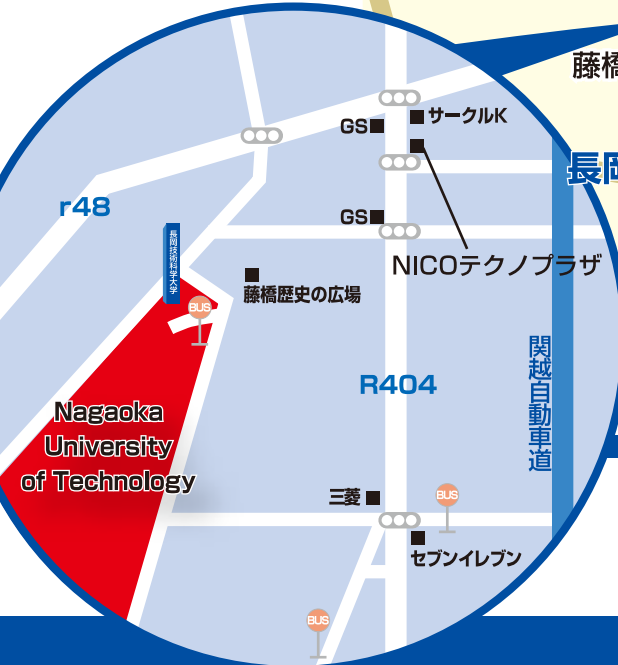 藤橋
サークルK
GS
長岡
r48
GS
長岡技術科学大学
NICOテクノプラザ
藤橋歴史の広場
BUS
関越自動車道
R404
Nagaoka
University
of Technology
三菱
BUS
セブンイレブン
BUS